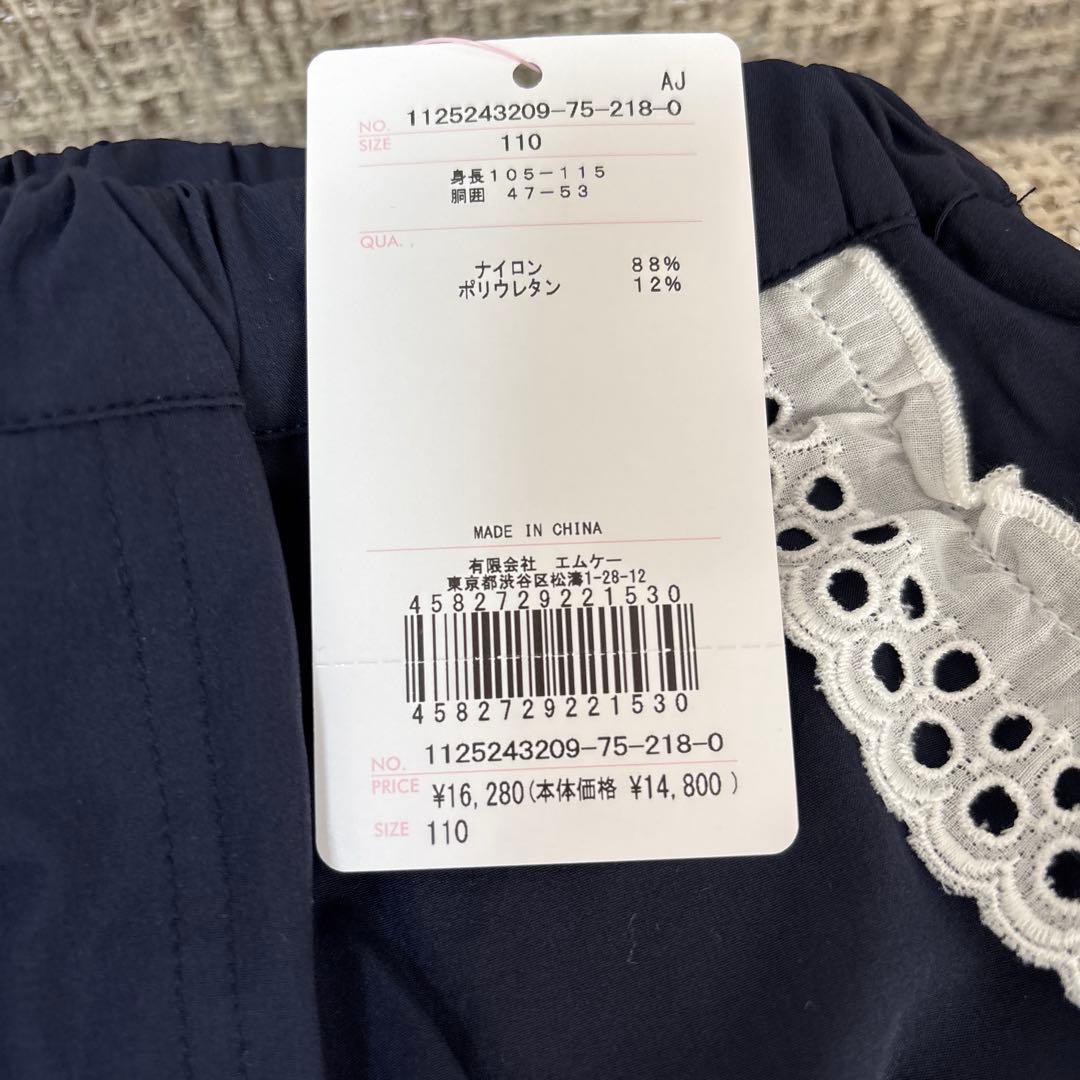 AJ
NO. 1125243209-75-218-0
SIZE 110
身長105-115
胴囲 47-53
QUA.
ナイロン 88%
ポリウレタン 12%
MADE IN CHINA
有限会社 エムケー
東京都渋谷区松濤1-28-12
4582729221530
4582729221530
NO. 1125243209-75-218-0
PRICE ¥16,280(本体価格 ¥14,800)
SIZE 110